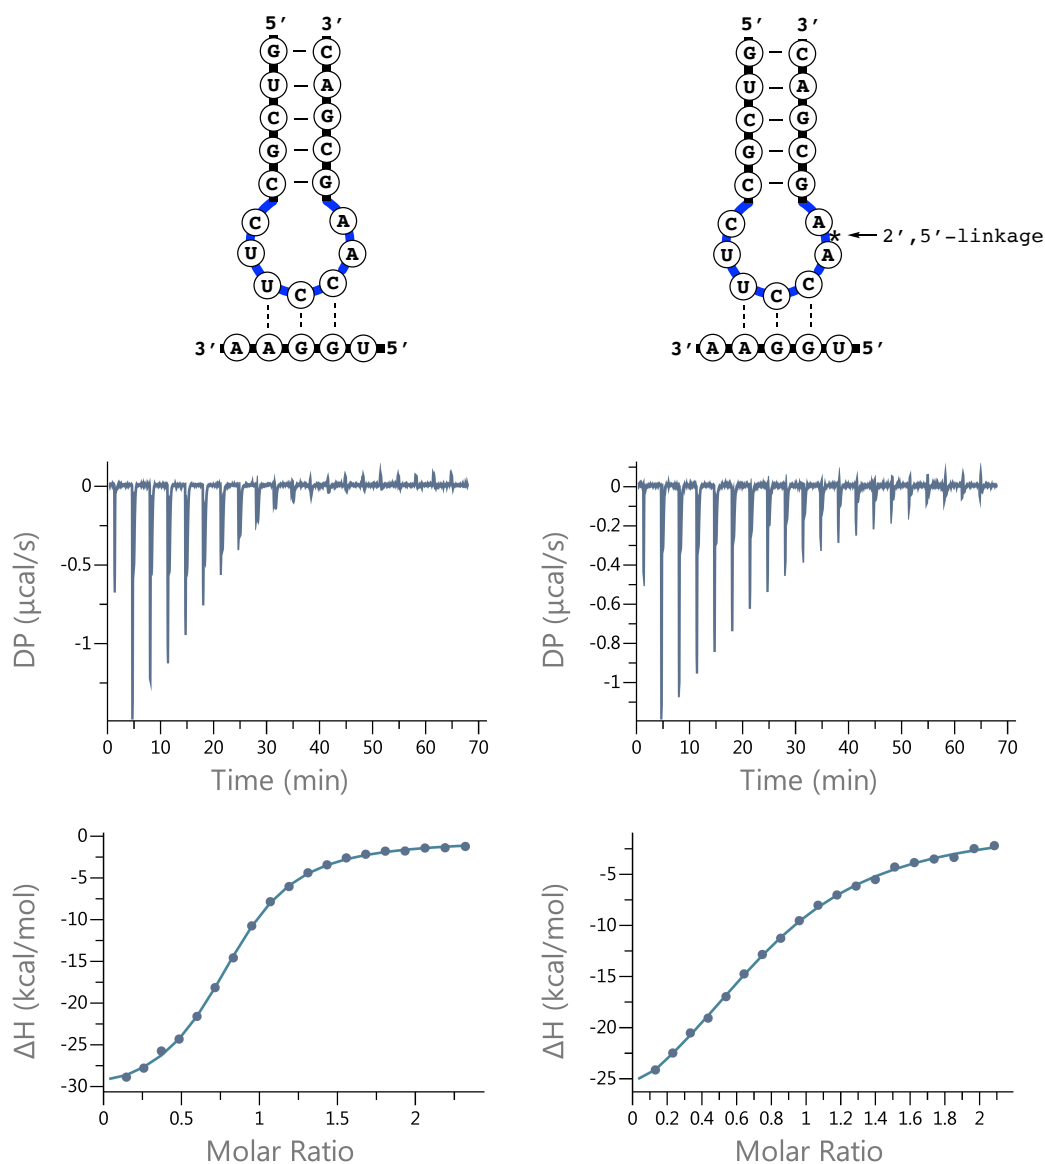 5′ 3′ 5′ 3′
G C G C
U A U A
C G C G
G C G C
C G C G
C A C A
* 2′,5′-linkage
U A U A
U C C U C C
3′ A A G G U 5′ 3′ A A G G U 5′
DP (µcal/s)
0
-0.5
-1
0 10 20 30 40 50 60 70
Time (min)
DP (µcal/s)
0
-0.2
-0.4
-0.6
-0.8
-1
0 10 20 30 40 50 60 70
Time (min)
ΔH (kcal/mol)
0
-5
-10
-15
-20
-25
-30
0 0.5 1 1.5 2
Molar Ratio
ΔH (kcal/mol)
-5
-10
-15
-20
-25
0 0.2 0.4 0.6 0.8 1 1.2 1.4 1.6 1.8 2
Molar Ratio